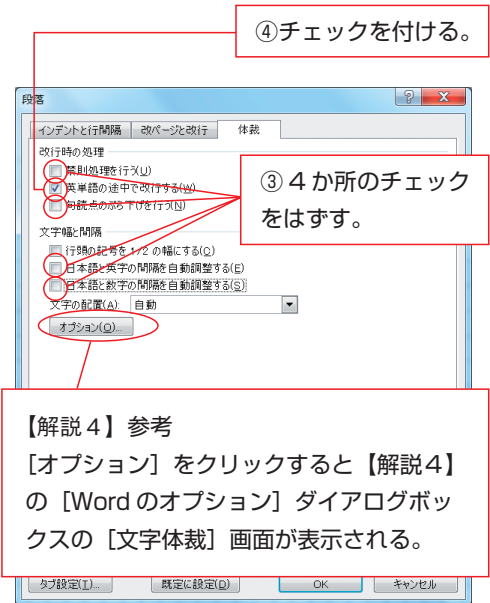 ④チェックを付ける。
段落
インデントと行間隔 改ページと改行 体裁
改行時の処理
禁則処理を行う(U)
英単語の途中で改行する(W)
句読点のぶら下げを行う(N)
③４か所のチェック
をはずす。
文字幅と間隔
行頭の記号を 1/2 の幅にする(C)
日本語と英字の間隔を自動調整する(E)
日本語と数字の間隔を自動調整する(S)
文字の配置(A): 自動
オプション(O)...
【解説４】参考
［オプション］をクリックすると【解説４】
の［Word のオプション］ダイアログボッ
クスの［文字体裁］画面が表示される。
タブ設定(T)... 既定に設定(D) OK キャンセル